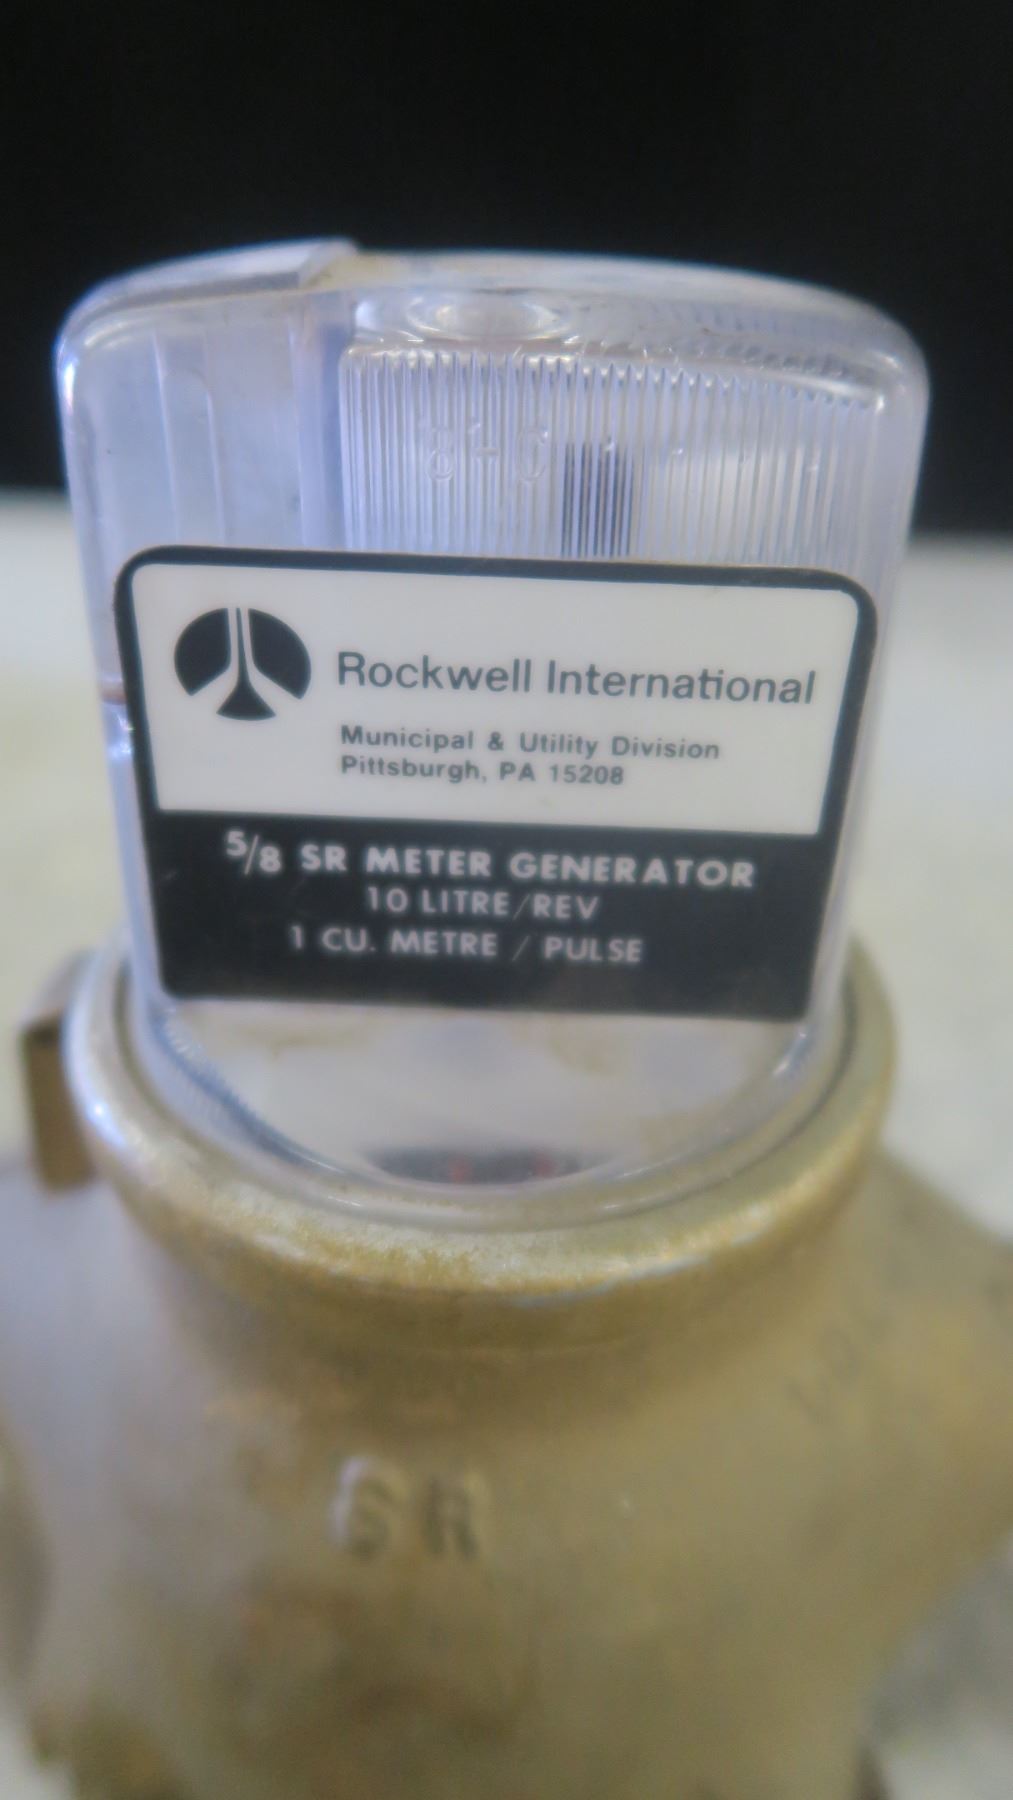 Rockwell International
Municipal & Utility Division
Pittsburgh, PA 15208
5/8 SR METER GENERATOR
10 LITRE/REV
1 CU. METRE / PULSE
SR